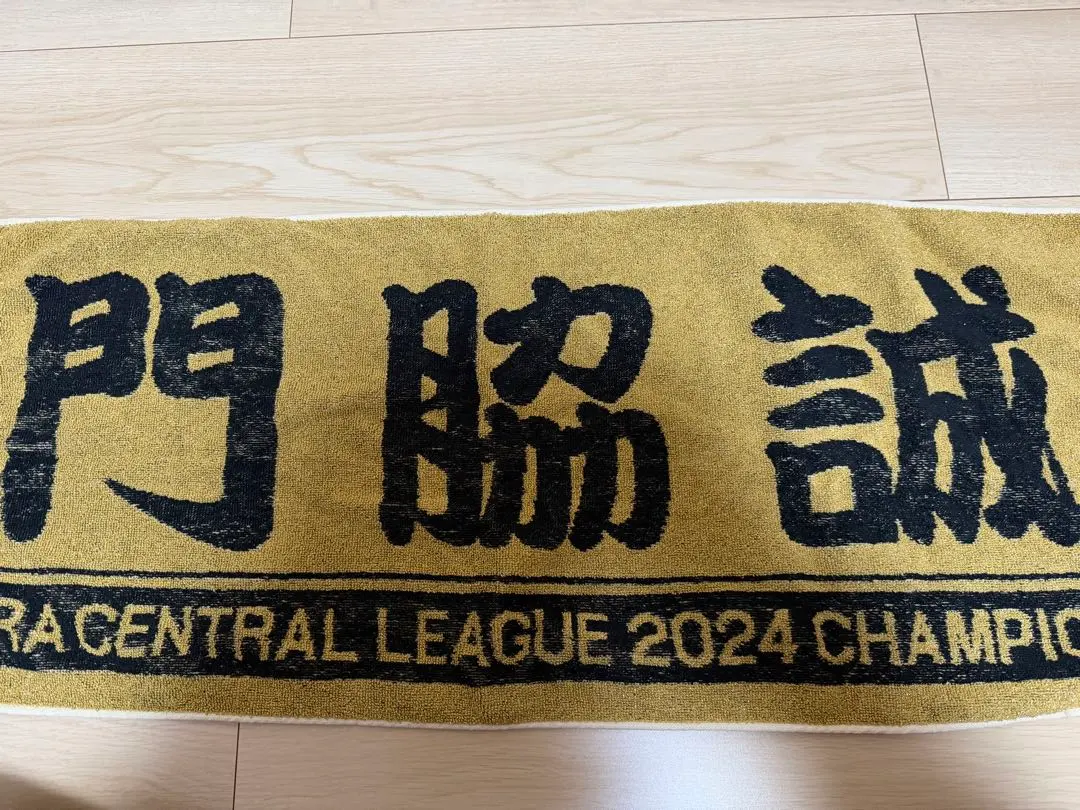 門脇誠
RA CENTRAL LEAGUE 2024 CHAMPIO